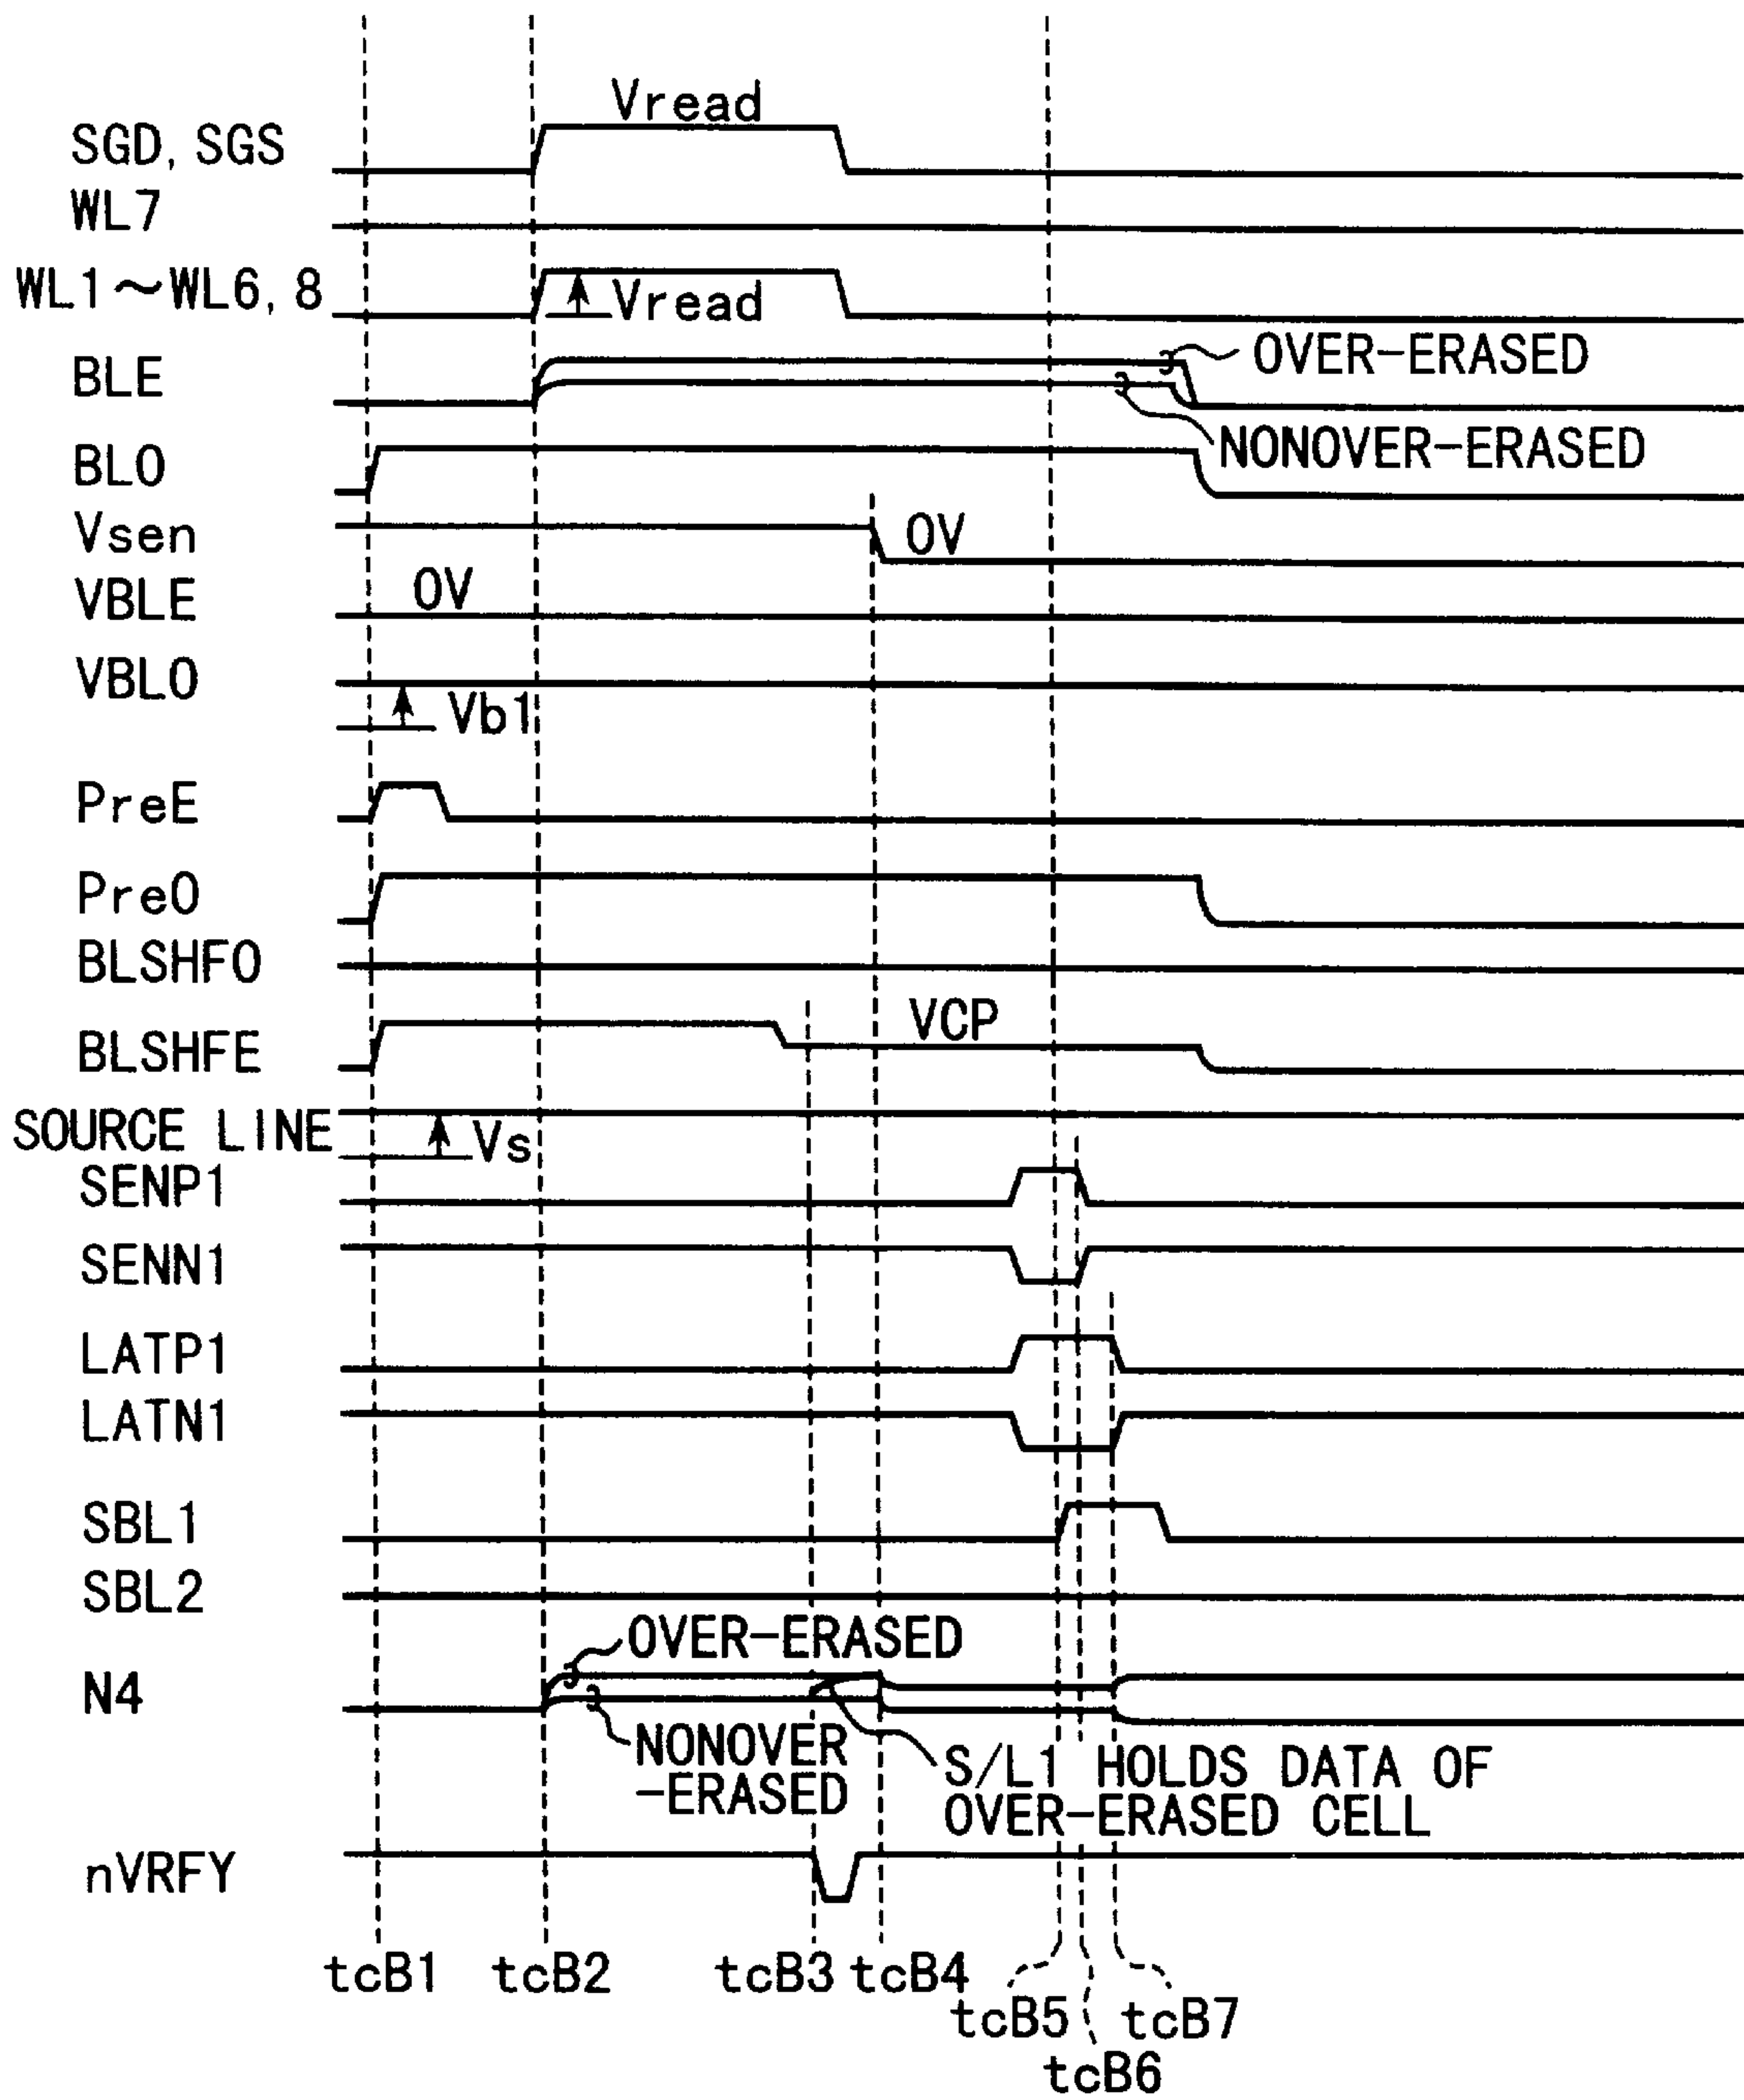 Vread
SGD, SGS
WL7
WL1~WL6, 8
Vread
OVER-ERASED
BLE
NONOVER-ERASED
BLO
Vsen
0V
VBLE
0V
VBLO
Vb1
PreE
PreO
BLSHFO
VCP
BLSHFE
SOURCE LINE
Vs
SENP1
SENN1
LATP1
LATN1
SBL1
SBL2
OVER-ERASED
N4
NONOVER
-ERASED
S/L1 HOLDS DATA OF
OVER-ERASED CELL
nVRFY
tcB1 tcB2 tcB3 tcB4
tcB5 tcB7
tcB6